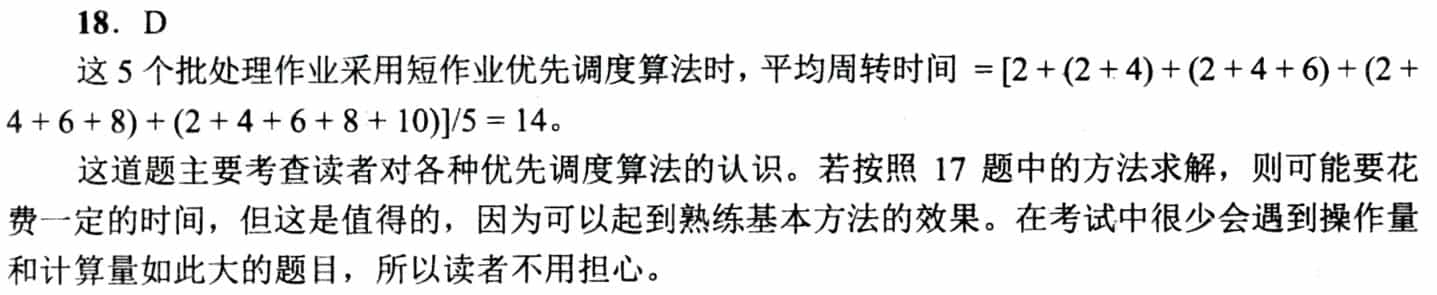 18. D
这 5 个批处理作业采用短作业优先调度算法时，平均周转时间 = [2 + (2 + 4) + (2 + 4 + 6) + (2 +
4 + 6 + 8) + (2 + 4 + 6 + 8 + 10)]/5 = 14。
这道题主要考查读者对各种优先调度算法的认识。若按照 17 题中的方法求解，则可能要花
费一定的时间，但这是值得的，因为可以起到熟练基本方法的效果。在考试中很少会遇到操作量
和计算量如此大的题目，所以读者不用担心。